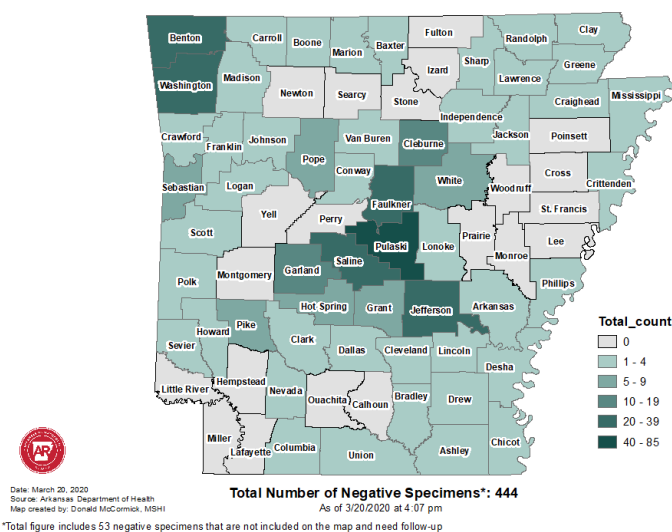 Benton
Carroll
Boone
Marion
Baxter
Fulton
Randolph
Clay
Washington
Madison
Newton
Searcy
Stone
Izard
Sharp
Lawrence
Greene
Craighead
Mississippi
Independence
Jackson
Poinsett
Crawford
Franklin
Johnson
Pope
Van Buren
Cleburne
Conway
White
Woodruff
Cross
Crittenden
Sebastian
Logan
Yell
Perry
Faulkner
St. Francis
Scott
Pulaski
Lonoke
Prairie
Monroe
Lee
Saline
Garland
Montgomery
Polk
Phillips
Hot Spring
Grant
Jefferson
Arkansas
Pike
Howard
Sevier
Clark
Dallas
Cleveland
Lincoln
Desha
Little River
Hempstead
Nevada
Ouachita
Calhoun
Bradley
Drew
Miller
Lafayette
Columbia
Union
Ashley
Chicot
Total_count
0
1 - 4
5 - 9
10 - 19
20 - 39
40 - 85
AR
Date: March 20, 2020
Source: Arkansas Department of Health
Map created by: Donald McCormick, MSHI
Total Number of Negative Specimens*: 444
As of 3/20/2020 at 4:07 pm
*Total figure includes 53 negative specimens that are not included on the map and need follow-up